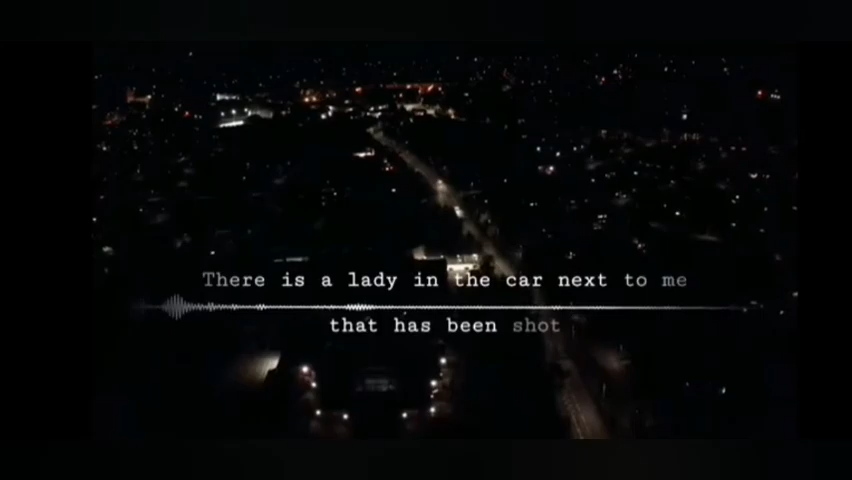 There is a lady in the car next to me
that has been shot